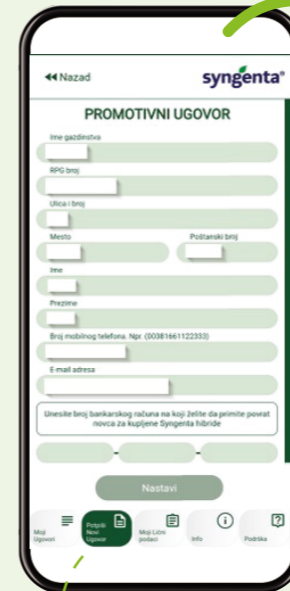 Nazad
syngenta
PROMOTIVNI UGOVOR
Ime gazdinstva
RPG broj
Ulica i broj
Mesto
Poštanski broj
Ime
Prezime
Broj mobilnog telefona. Npr. (00381661122333)
E-mail adresa
Unesite broj bankarskog računa na koji želite da primite povrat
novca za kupljene Syngenta hibride
- -
Nastavi
Moji
Ugovori
Potpiši
Novi
Ugovor
Moji Lični
podaci
Info
Podrška